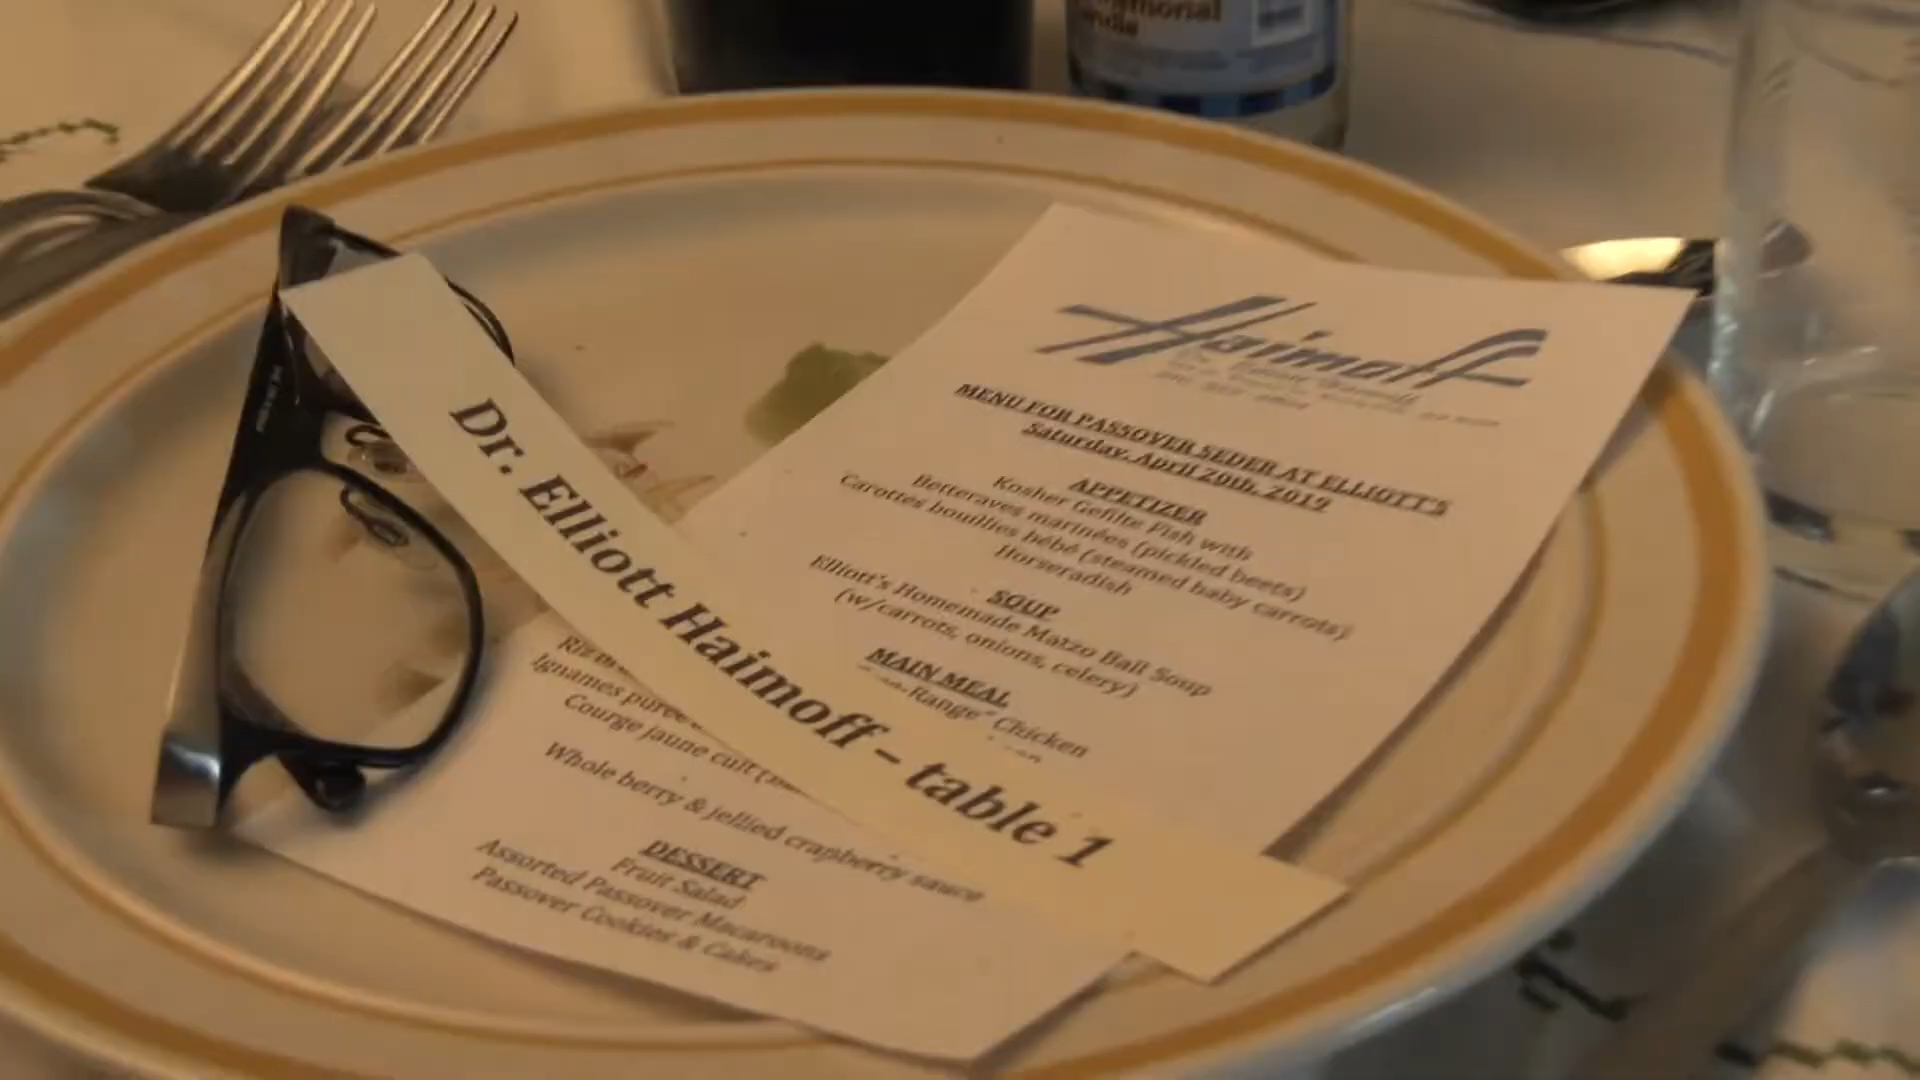 Haimoff
MENU FOR PASSOVER SEDER AT ELLIOTT'S
Saturday, April 20th, 2019
APPETIZER
Kosher Gefilte Fish with
Betteraves marinées (pickled beets)
Carottes bouillies bébé (steamed baby carrots)
Horseradish
SOUP
Elliott's Homemade Matzo Ball Soup
(w/carrots, onions, celery)
MAIN MEAL
Range" Chicken
Dr. Elliott Haimoff – table 1
Riz
Ignames purée
Courge jaune cuit
Whole berry & jellied cranberry sauce
DESSERT
Fruit Salad
Assorted Passover Macaroons
Passover Cookies & Cakes